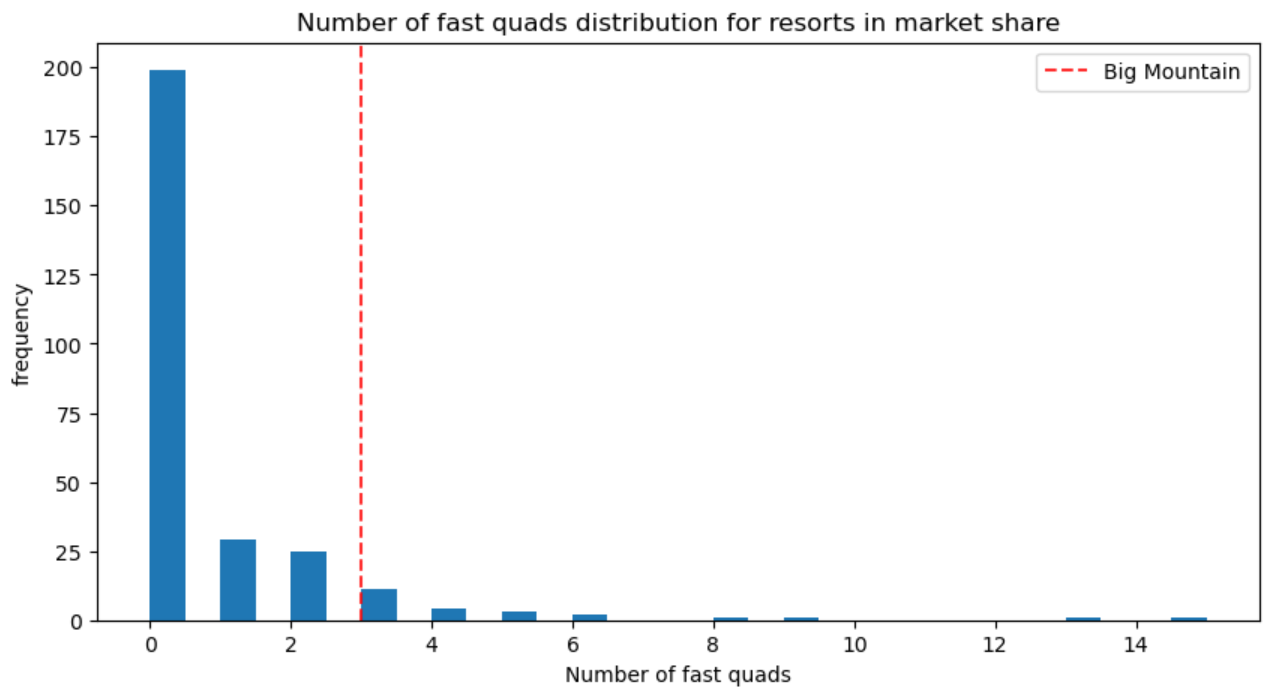 Number of fast quads distribution for resorts in market share
Big Mountain
200
175
150
125
100
75
50
25
0
frequency
0 2 4 6 8 10 12 14
Number of fast quads